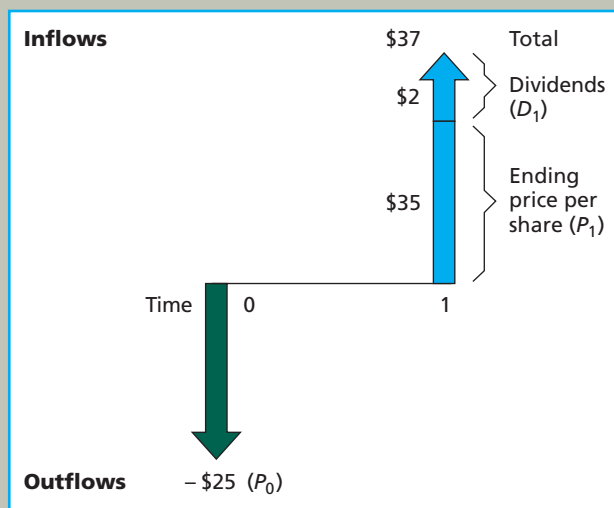 Inflows
$37 Total
$2 Dividends
(D₁)
$35 Ending
price per
share (P₁)
Time 0 1
Outflows – $25 (P₀)